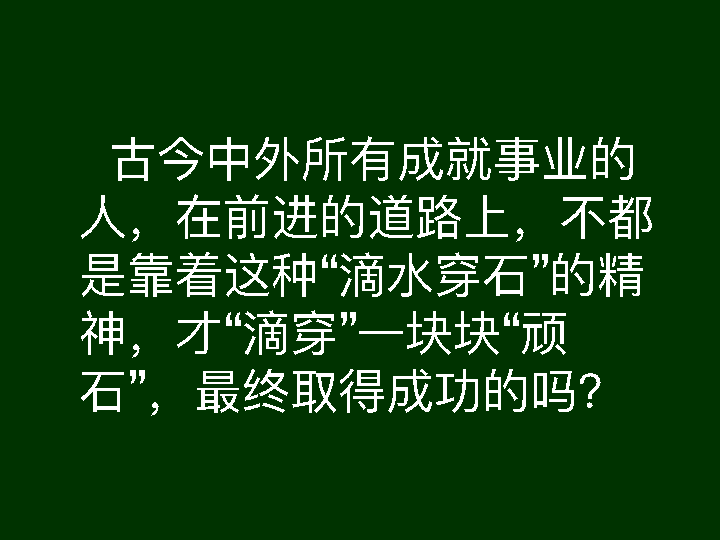 古今中外所有成就事业的
人，在前进的道路上，不都
是靠着这种“滴水穿石”的精
神，才“滴穿”一块块“顽
石”，最终取得成功的吗？